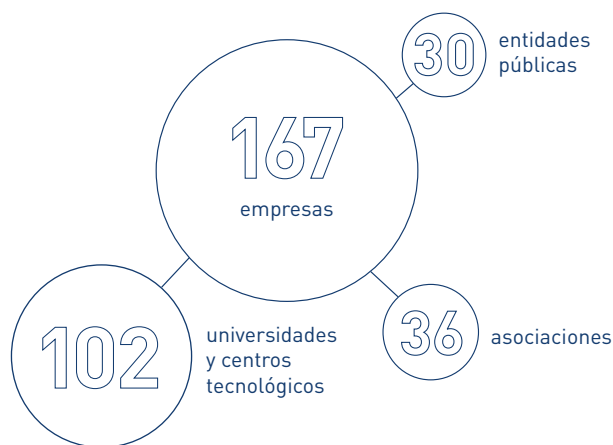 30
entidades
públicas
167
empresas
102
universidades
y centros
tecnológicos
36
asociaciones